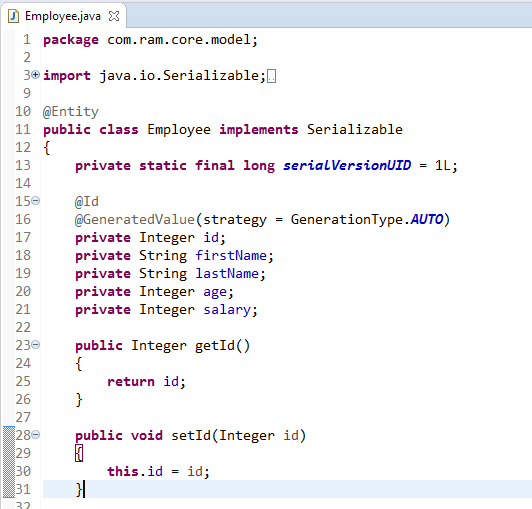 Employee.java
1 package com.ram.core.model;
2
3 import java.io.Serializable;
9
10 @Entity
11 public class Employee implements Serializable
12 {
13     private static final long serialVersionUID = 1L;
14
15     @Id
16     @GeneratedValue(strategy = GenerationType.AUTO)
17     private Integer id;
18     private String firstName;
19     private String lastName;
20     private Integer age;
21     private Integer salary;
22
23     public Integer getId()
24     {
25         return id;
26     }
27
28     public void setId(Integer id)
29     {
30         this.id = id;
31     }
32